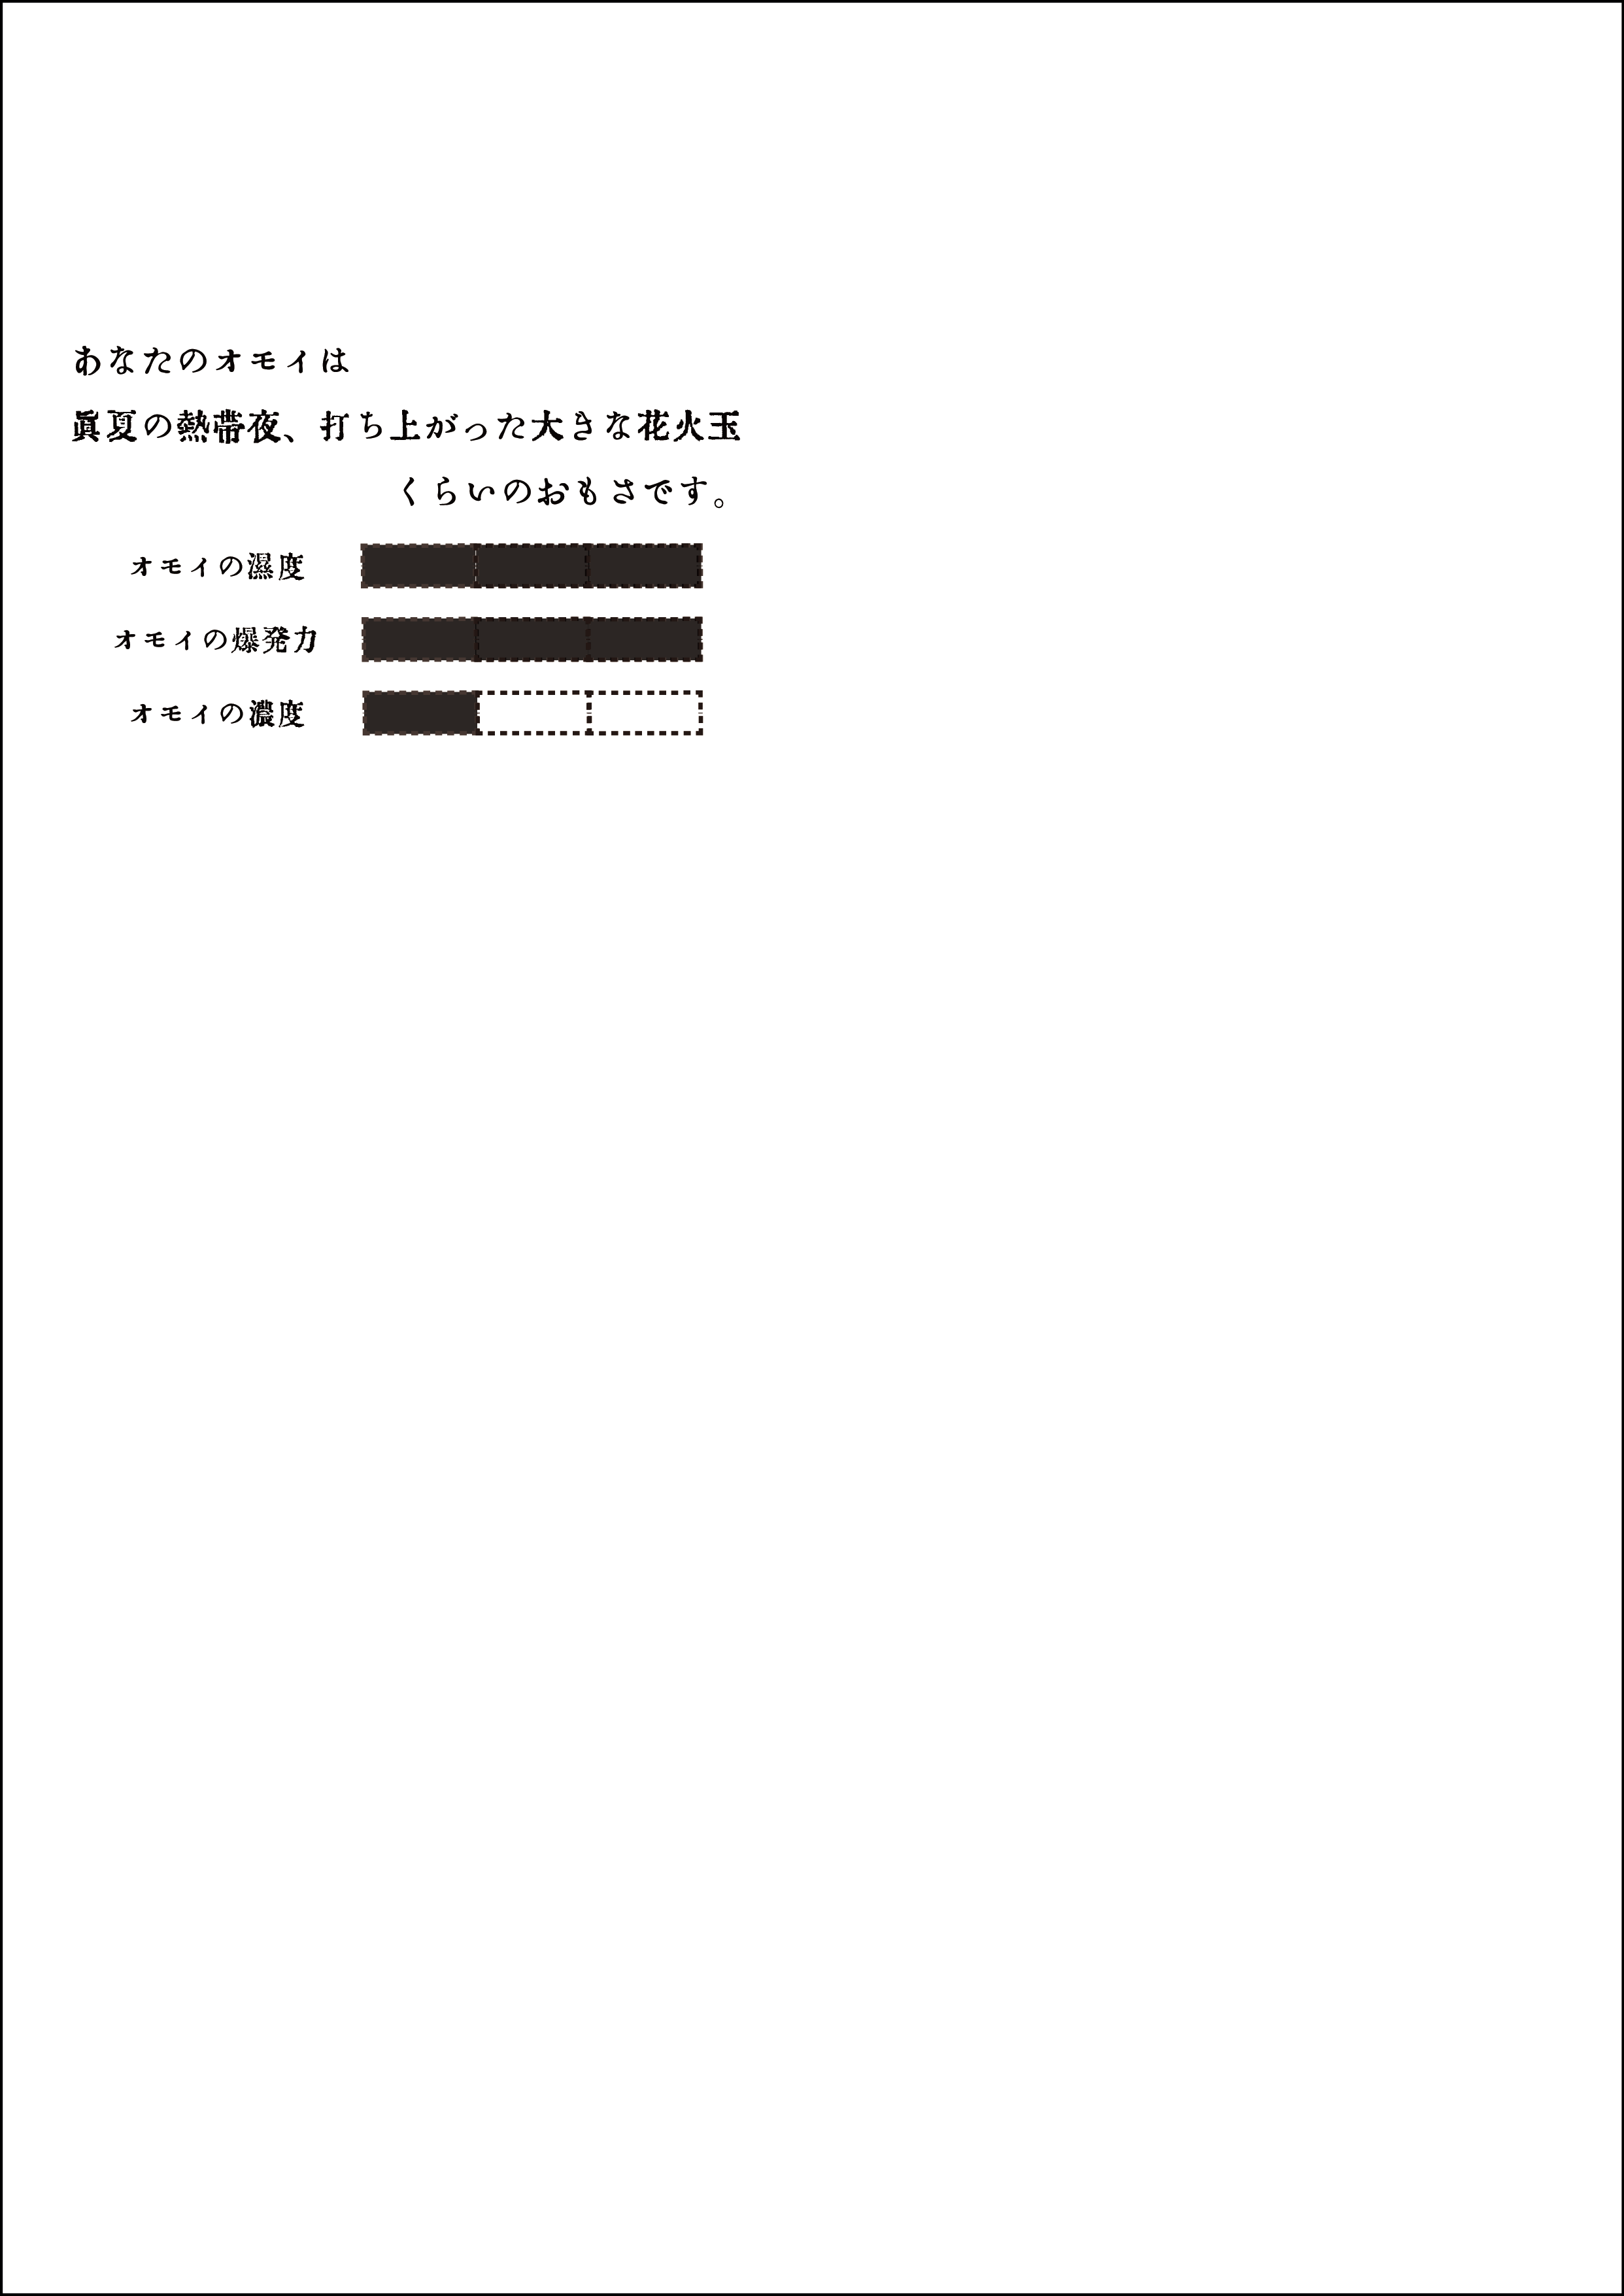 あなたのオモイは
眞夏の熱帯夜、打ち上がった大きな花火玉
くらいのおもさです。
オモイの濕度
オモイの爆発力
オモイの濃度